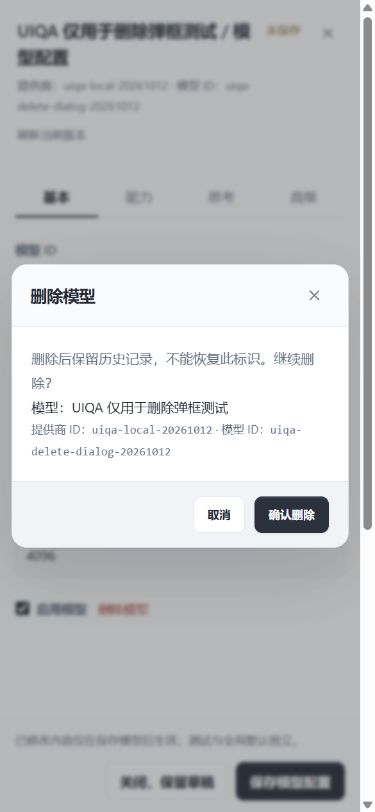 UIQA 仅用于删除弹框测试 / 模
型配置
未保存
提供商: uiqa-local-20261012 · 模型 ID: uiqa-
delete-dialog-20261012
基本
能力
思考
高级
模型 ID
删除模型
删除后保留历史记录，不能恢复此标识。继续删
除?
模型：UIQA 仅用于删除弹框测试
提供商 ID：uiqa-local-20261012 · 模型 ID：uiqa-
delete-dialog-20261012
取消
确认删除
4096
启用模型
删除模型
关闭，保留草稿
保存模型配置